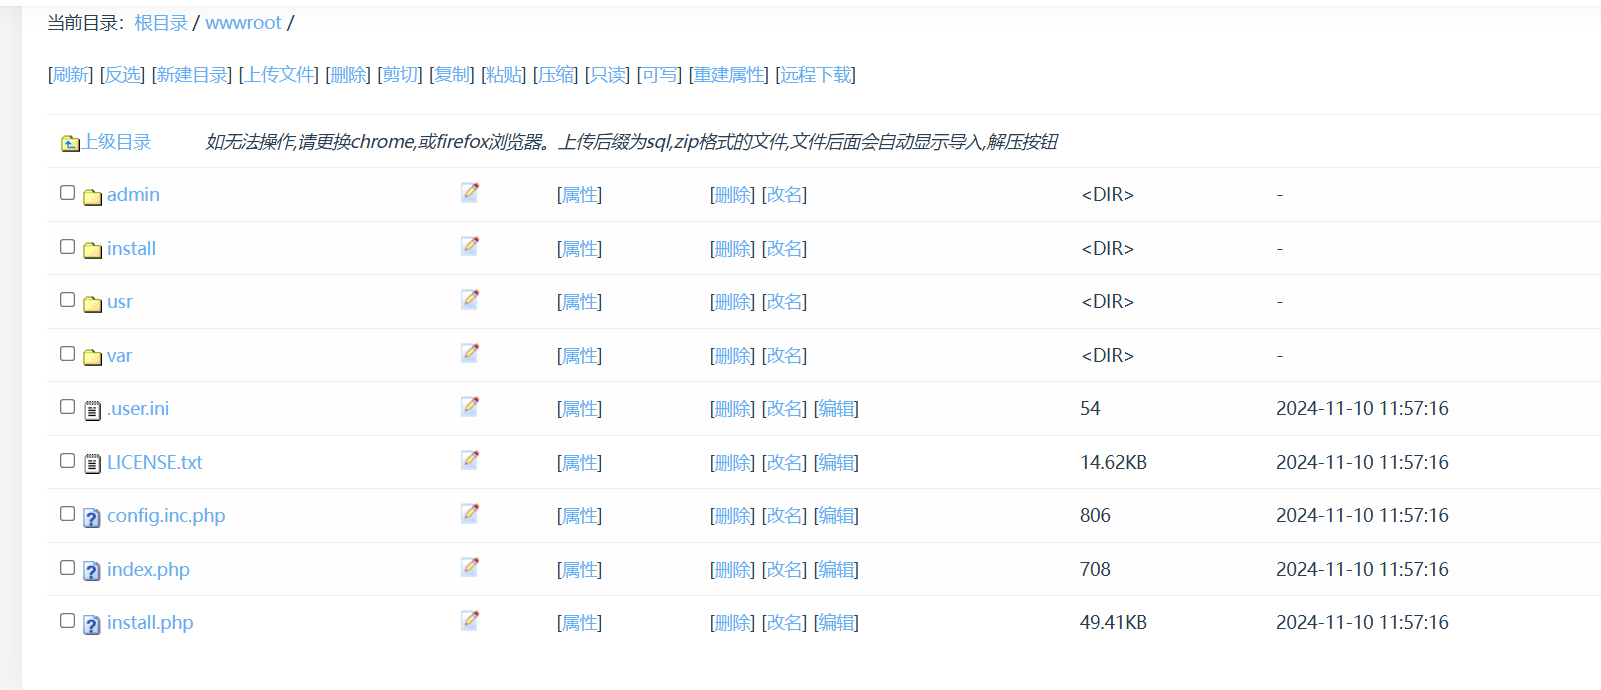 当前目录：根目录 / wwwroot /
[刷新] [反选] [新建目录] [上传文件] [删除] [剪切] [复制] [粘贴] [压缩] [只读] [可写] [重建属性] [远程下载]
上级目录 如无法操作,请更换chrome,或firefox浏览器。上传后缀为sql,zip格式的文件,文件后面会自动显示导入,解压按钮
admin [属性] [删除] [改名] <DIR> -
install [属性] [删除] [改名] <DIR> -
usr [属性] [删除] [改名] <DIR> -
var [属性] [删除] [改名] <DIR> -
.user.ini [属性] [删除] [改名] [编辑] 54 2024-11-10 11:57:16
LICENSE.txt [属性] [删除] [改名] [编辑] 14.62KB 2024-11-10 11:57:16
config.inc.php [属性] [删除] [改名] [编辑] 806 2024-11-10 11:57:16
index.php [属性] [删除] [改名] [编辑] 708 2024-11-10 11:57:16
install.php [属性] [删除] [改名] [编辑] 49.41KB 2024-11-10 11:57:16